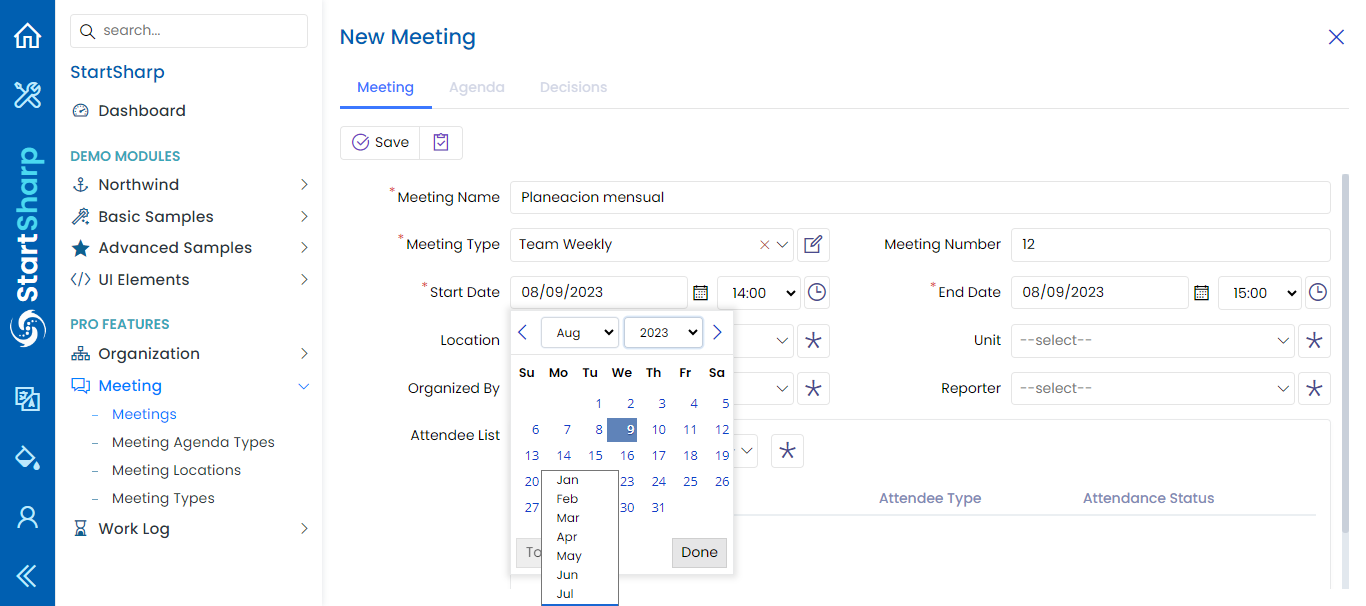 search...
StartSharp
Dashboard
DEMO MODULES
Northwind
Basic Samples
Advanced Samples
UI Elements
PRO FEATURES
Organization
Meeting
Meetings
Meeting Agenda Types
Meeting Locations
Meeting Types
Work Log
StartSharp
New Meeting
Meeting Agenda Decisions
Save
*Meeting Name Planeacion mensual
*Meeting Type Team Weekly Meeting Number 12
*Start Date 08/09/2023 14:00 *End Date 08/09/2023 15:00
Location Unit --select--
Organized By Reporter --select--
Attendee List
Attendee Type Attendance Status
Aug 2023
Su Mo Tu We Th Fr Sa
1 2 3 4 5
6 7 8 9 10 11 12
13 14 15 16 17 18 19
20 23 24 25 26
27 30 31
To Done
Jan
Feb
Mar
Apr
May
Jun
Jul